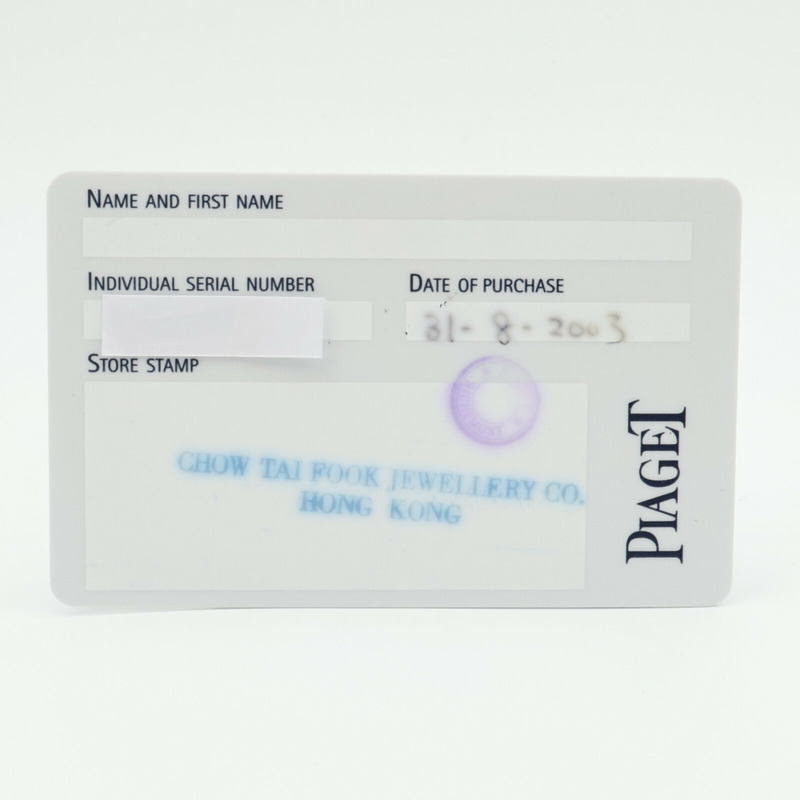 NAME AND FIRST NAME
INDIVIDUAL SERIAL NUMBER
DATE OF PURCHASE
31-8-2003
STORE STAMP
CHOW TAI FOOK JEWELLERY CO.
HONG KONG
PIAGET